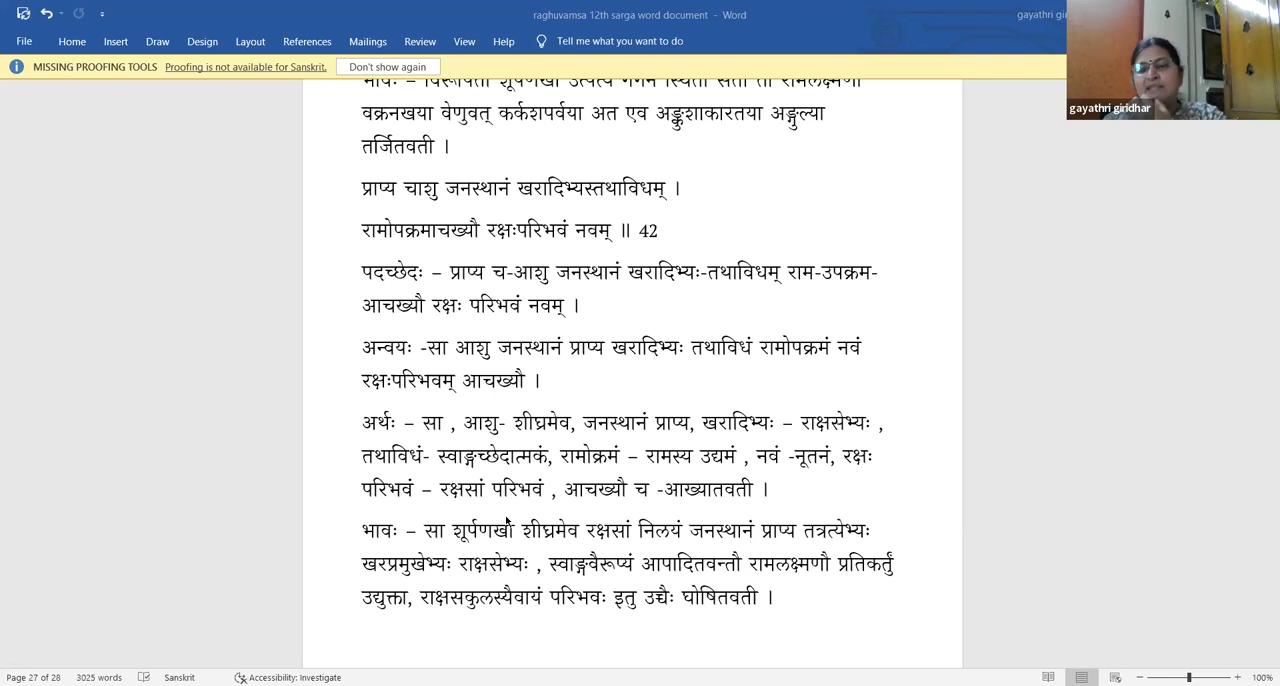 raghuvamsa 12th sarga word document - Word
gayathri gir
File Home Insert Draw Design Layout References Mailings Review View Help Tell me what you want to do
MISSING PROOFING TOOLS Proofing is not available for Sanskrit. Don't show again
gayathri giridhar
वक्रनखया वेणुवत् कर्कशपर्वया अत एव अङ्कुशाकारतया अङ्गुल्या
तर्जितवती ।
प्राप्य चाशु जनस्थानं खरादिभ्यस्तथाविधम् ।
रामोपक्रमाचख्यौ रक्षःपरिभवं नवम् ॥ 42
पदच्छेदः – प्राप्य च-आशु जनस्थानं खरादिभ्यः-तथाविधम् राम-उपक्रम-
आचख्यौ रक्षः परिभवं नवम् ।
अन्वयः -सा आशु जनस्थानं प्राप्य खरादिभ्यः तथाविधं रामोपक्रमं नवं
रक्षःपरिभवम् आचख्यौ ।
अर्थः – सा , आशु- शीघ्रमेव, जनस्थानं प्राप्य, खरादिभ्यः – राक्षसेभ्यः ,
तथाविधं- स्वाङ्गच्छेदात्मकं, रामोक्रमं – रामस्य उद्यमं , नवं -नूतनं, रक्षः
परिभवं – रक्षसां परिभवं , आचख्यौ च -आख्यातवती ।
भावः – सा शूर्पणखा शीघ्रमेव रक्षसां निलयं जनस्थानं प्राप्य तत्रत्येभ्यः
खरप्रमुखेभ्यः राक्षसेभ्यः , स्वाङ्गवैरूप्यं आपादितवन्तौ रामलक्ष्मणौ प्रतिकर्तुं
उद्युक्ता, राक्षसकुलस्यैवायं परिभवः इतु उच्चैः घोषितवती ।
Page 27 of 28 3025 words Sanskrit Accessibility: Investigate 100%